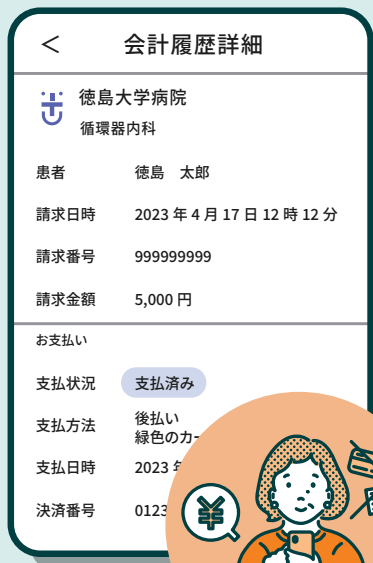 < 会計履歴詳細
徳島大学病院
循環器内科
患者 徳島 太郎
請求日時 2023 年 4 月 17 日 12 時 12 分
請求番号 999999999
請求金額 5,000 円
お支払い
支払状況 支払済み
支払方法 後払い
緑色のカー
支払日時 2023 年
決済番号 0123
¥